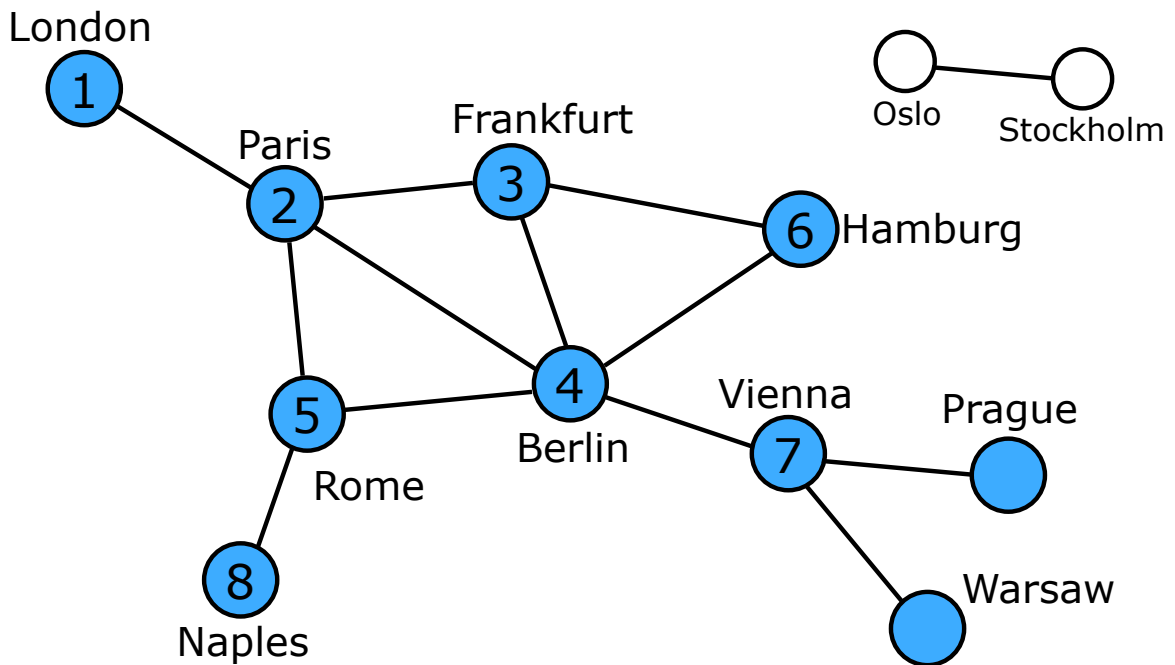 London
1
Oslo
Stockholm
Frankfurt
Paris
3
2
6
Hamburg
4
Vienna
Prague
5
Berlin
7
Rome
8
Warsaw
Naples